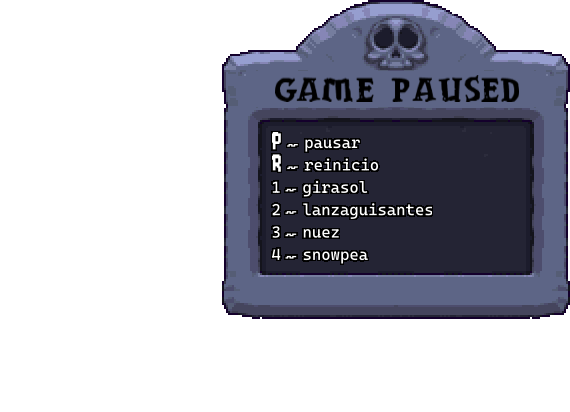 GAME PAUSED
P ~ pausar
R ~ reinicio
1 ~ girasol
2 ~ lanzaguisantes
3 ~ nuez
4 ~ snowpea